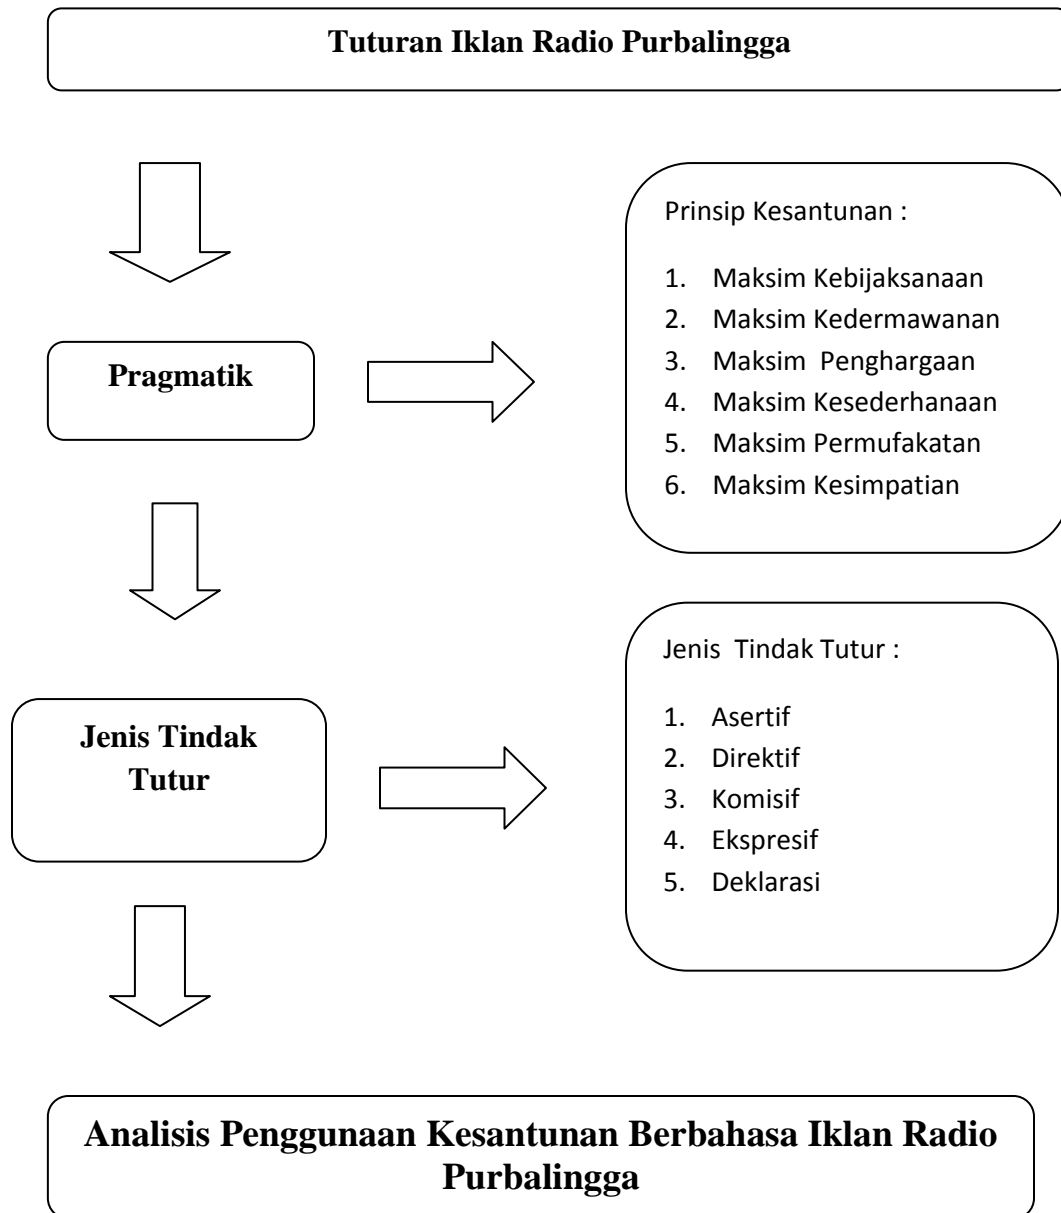 Tuturan Iklan Radio Purbalingga
Prinsip Kesantunan :
1. Maksim Kebijaksanaan
2. Maksim Kedermawanan
3. Maksim Penghargaan
4. Maksim Kesederhanaan
5. Maksim Permufakatan
6. Maksim Kesimpatian
Pragmatik
Jenis Tindak Tutur :
1. Asertif
2. Direktif
3. Komisif
4. Ekspresif
5. Deklarasi
Jenis Tindak
Tutur
Analisis Penggunaan Kesantunan Berbahasa Iklan Radio
Purbalingga